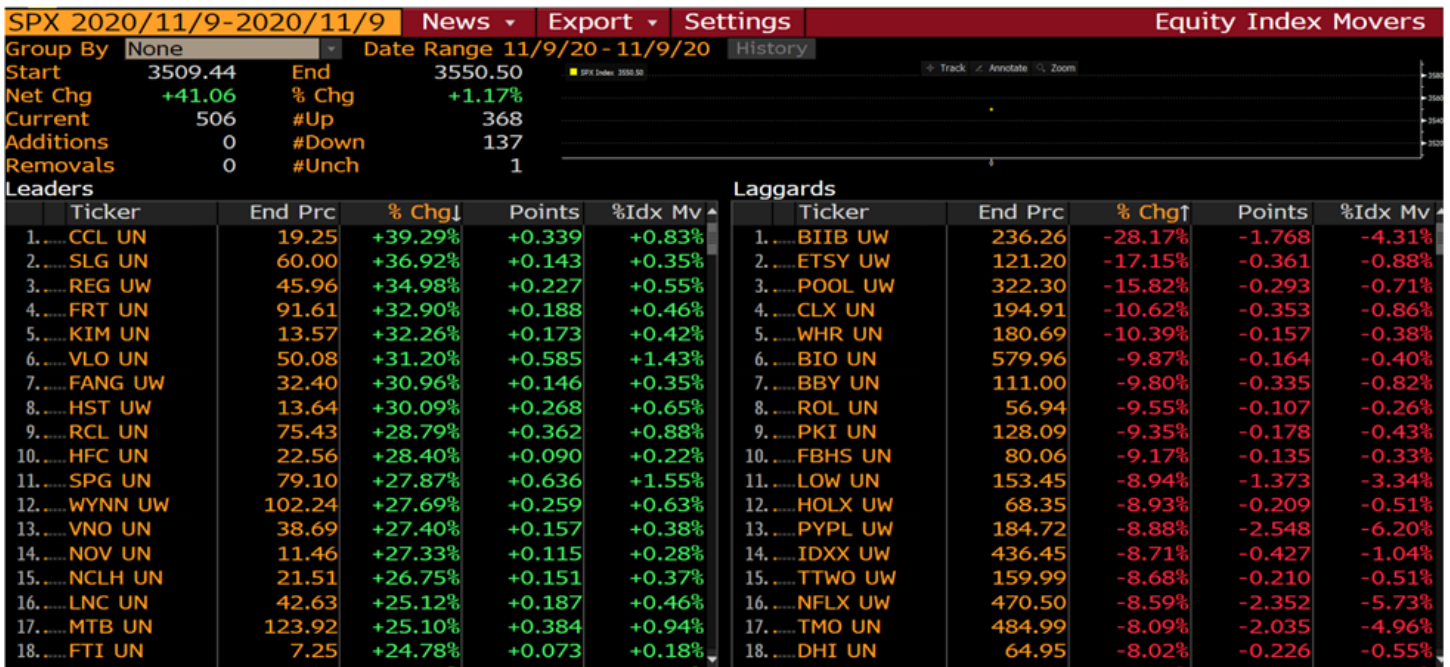 SPX 2020/11/9-2020/11/9 News Export Settings Equity Index Movers
Group By None Date Range 11/9/20 - 11/9/20 History
Start 3509.44 End 3550.50
Net Chg +41.06 % Chg +1.17%
Current 506 #Up 368
Additions 0 #Down 137
Removals 0 #Unch 1
SPX Index 3550.50 Track Annotate Zoom
3580
3560
3540
3520
Leaders
Ticker End Prc % Chg↓ Points %Idx Mv
1. CCL UN 19.25 +39.29% +0.339 +0.83%
2. SLG UN 60.00 +36.92% +0.143 +0.35%
3. REG UW 45.96 +34.98% +0.227 +0.55%
4. FRT UN 91.61 +32.90% +0.188 +0.46%
5. KIM UN 13.57 +32.26% +0.173 +0.42%
6. VLO UN 50.08 +31.20% +0.585 +1.43%
7. FANG UW 32.40 +30.96% +0.146 +0.35%
8. HST UW 13.64 +30.09% +0.268 +0.65%
9. RCL UN 75.43 +28.79% +0.362 +0.88%
10. HFC UN 22.56 +28.40% +0.090 +0.22%
11. SPG UN 79.10 +27.87% +0.636 +1.55%
12. WYNN UW 102.24 +27.69% +0.259 +0.63%
13. VNO UN 38.69 +27.40% +0.157 +0.38%
14. NOV UN 11.46 +27.33% +0.115 +0.28%
15. NCLH UN 21.51 +26.75% +0.151 +0.37%
16. LNC UN 42.63 +25.12% +0.187 +0.46%
17. MTB UN 123.92 +25.10% +0.384 +0.94%
18. FTI UN 7.25 +24.78% +0.073 +0.18%
Laggards
Ticker End Prc % Chg↑ Points %Idx Mv
1. BIIB UW 236.26 -28.17% -1.768 -4.31%
2. ETSY UW 121.20 -17.15% -0.361 -0.88%
3. POOL UW 322.30 -15.82% -0.293 -0.71%
4. CLX UN 194.91 -10.62% -0.353 -0.86%
5. WHR UN 180.69 -10.39% -0.157 -0.38%
6. BIO UN 579.96 -9.87% -0.164 -0.40%
7. BBY UN 111.00 -9.80% -0.335 -0.82%
8. ROL UN 56.94 -9.55% -0.107 -0.26%
9. PKI UN 128.09 -9.35% -0.178 -0.43%
10. FBHS UN 80.06 -9.17% -0.135 -0.33%
11. LOW UN 153.45 -8.94% -1.373 -3.34%
12. HOLX UW 68.35 -8.93% -0.209 -0.51%
13. PYPL UW 184.72 -8.88% -2.548 -6.20%
14. IDXX UW 436.45 -8.71% -0.427 -1.04%
15. TTWO UW 159.99 -8.68% -0.210 -0.51%
16. NFLX UW 470.50 -8.59% -2.352 -5.73%
17. TMO UN 484.99 -8.09% -2.035 -4.96%
18. DHI UN 64.95 -8.02% -0.226 -0.55%